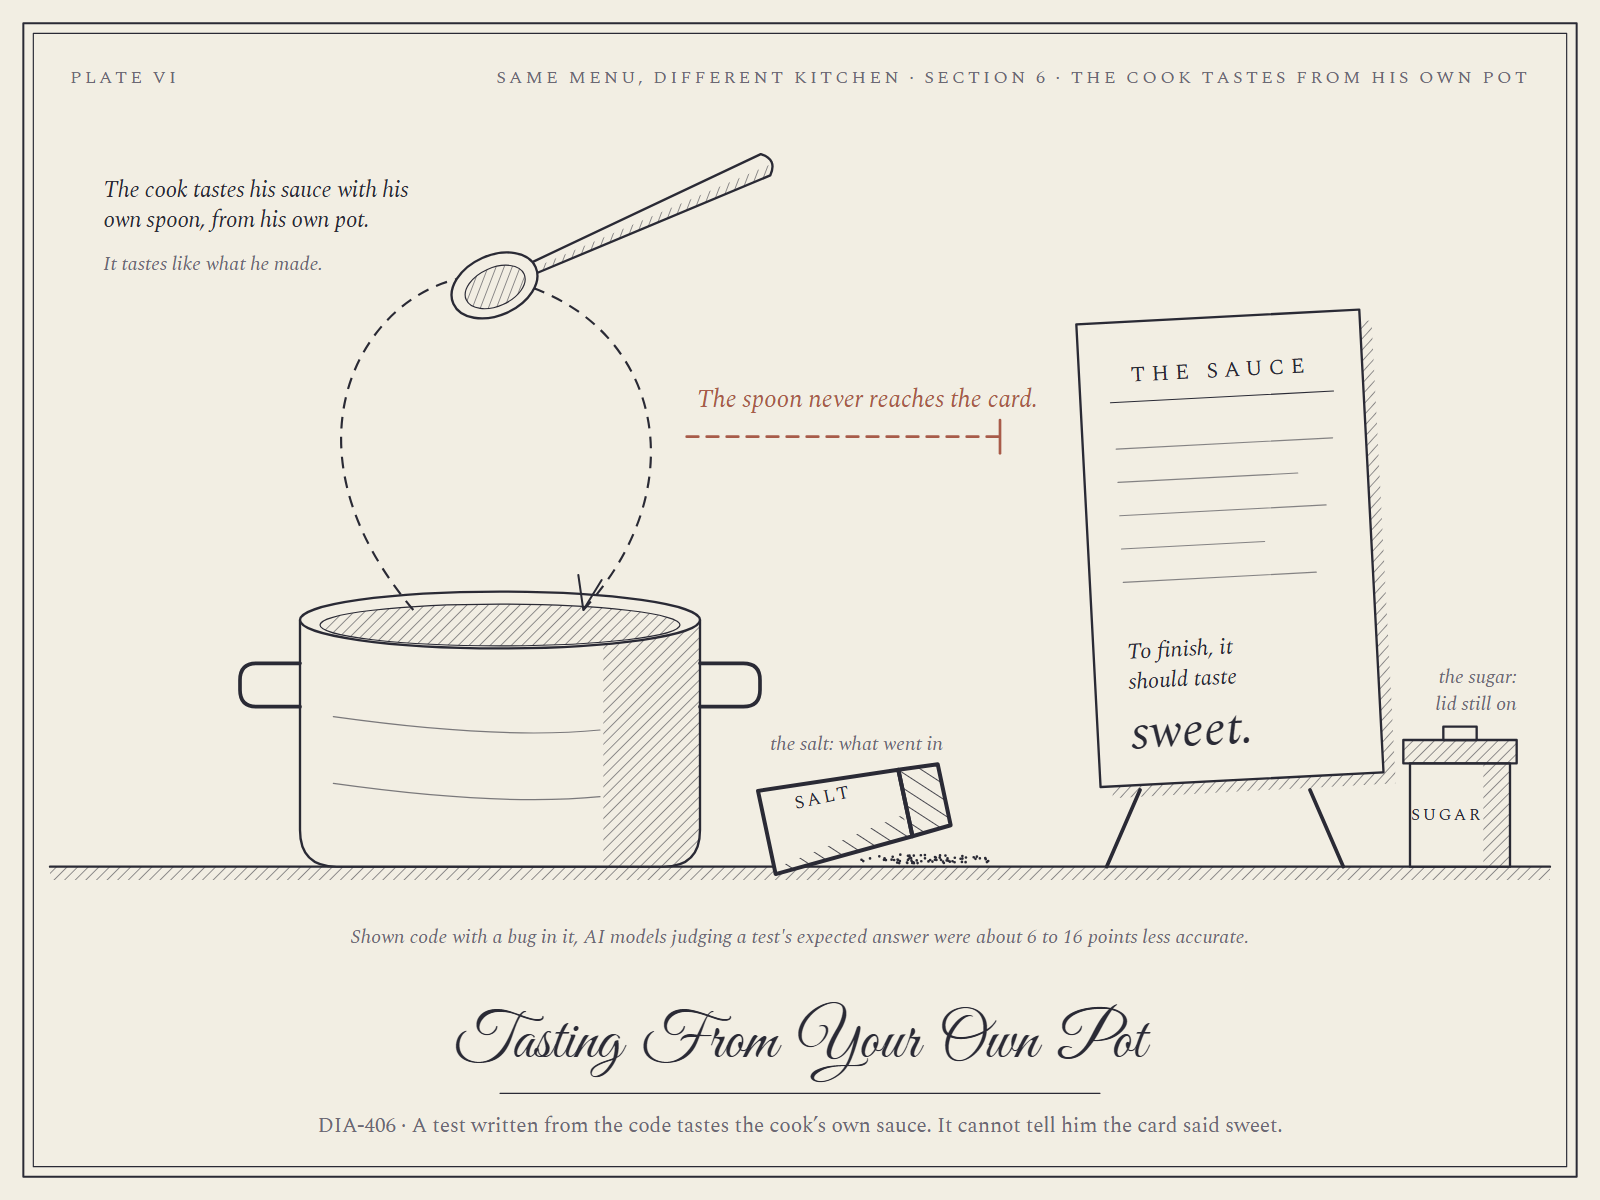 PLATE VI
SAME MENU, DIFFERENT KITCHEN · SECTION 6 · THE COOK TASTES FROM HIS OWN POT
The cook tastes his sauce with his
own spoon, from his own pot.
It tastes like what he made.
The spoon never reaches the card.
THE SAUCE
To finish, it
should taste
sweet.
the sugar:
lid still on
SUGAR
the salt: what went in
SALT
Shown code with a bug in it, AI models judging a test's expected answer were about 6 to 16 points less accurate.
Tasting From Your Own Pot
DIA-406 · A test written from the code tastes the cook’s own sauce. It cannot tell him the card said sweet.